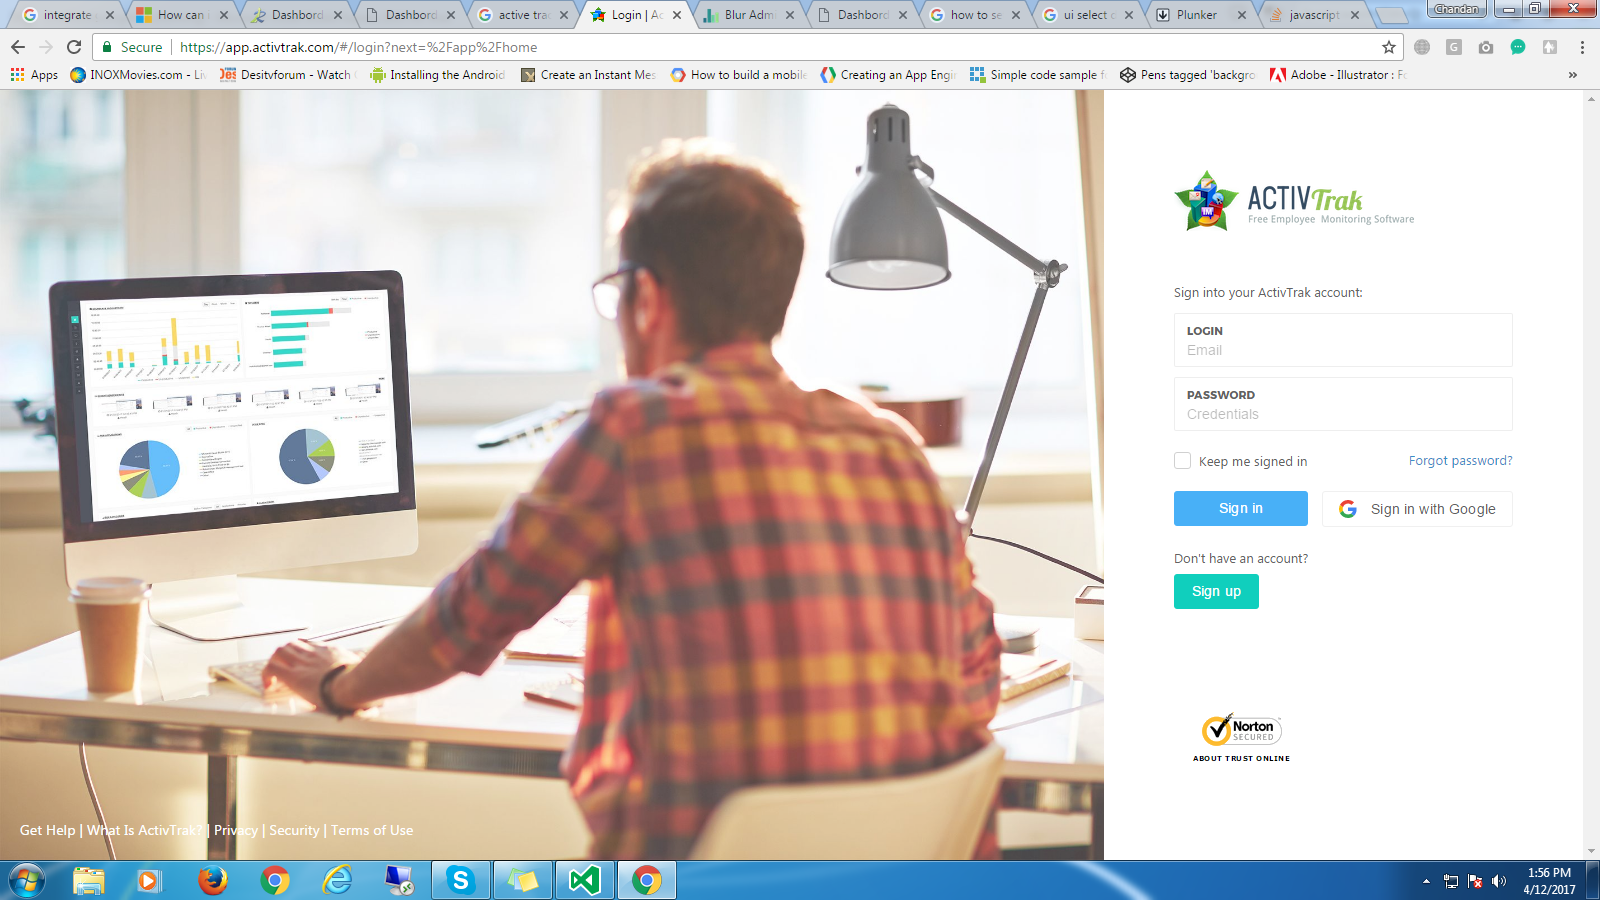 integrate
How can i
Dashbord
Dashbord
active trac
Login | Ac
Blur Admi
Dashbord
how to se
ui select c
Plunker
javascript
Chandan
Secure
https://app.activtrak.com/#/login?next=%2Fapp%2Fhome
Apps
INOXMovies.com - Liv
Desitvforum - Watch
Installing the Android
Create an Instant Mes
How to build a mobile
Creating an App Engi
Simple code sample f
Pens tagged 'backgro
Adobe - Illustrator : Fo
»
ACTIVTrak
Free Employee Monitoring Software
Sign into your ActivTrak account:
LOGIN
Email
PASSWORD
Credentials
Keep me signed in
Forgot password?
Sign in
Sign in with Google
Don't have an account?
Sign up
Norton
SECURED
ABOUT TRUST ONLINE
Get Help | What Is ActivTrak? | Privacy | Security | Terms of Use
1:56 PM
4/12/2017